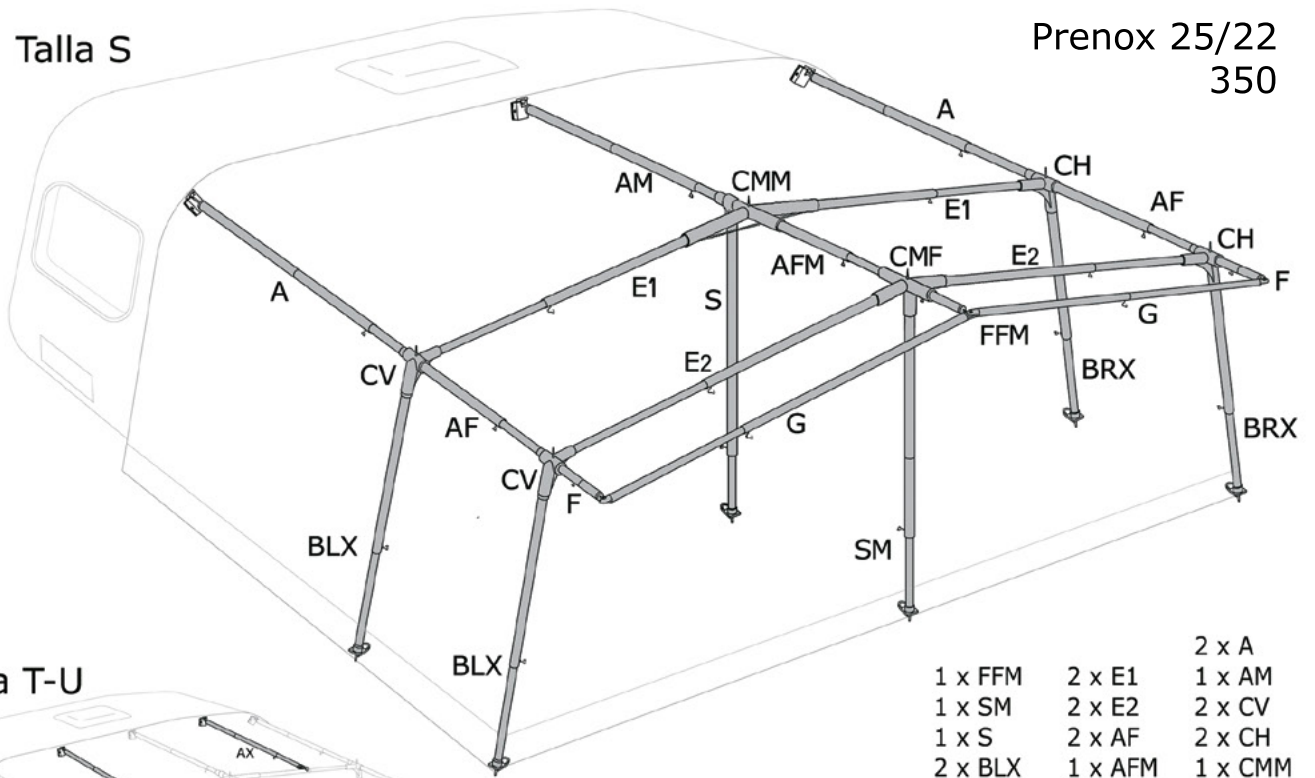 Talla S
Prenox 25/22
350
A
CH
AM
CMM
E1
AF
CH
AFM
CMF
E2
F
A
E1
S
G
FFM
CV
E2
BRX
AF
G
BRX
CV
F
BLX
SM
BLX
a T-U
AX
2 x A
1 x FFM 2 x E1 1 x AM
1 x SM 2 x E2 2 x CV
1 x S 2 x AF 2 x CH
2 x BLX 1 x AFM 1 x CMM